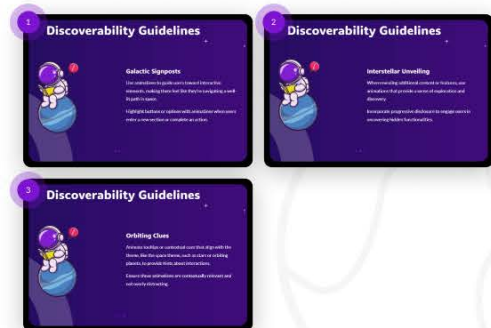 1
Discoverability Guidelines
Galactic Signposts
Use animations to guide users toward interactive
elements, making them feel like they're navigating a well-
lit path in space.
Highlight buttons or options with animations when users
enter a new section or complete an action.
2
Discoverability Guidelines
Interstellar Unveiling
When revealing additional content or features, use
animations that provide a sense of exploration and
discovery.
Incorporate progressive disclosure to engage users in
uncovering hidden functionalities.
3
Discoverability Guidelines
Orbiting Clues
Animate tooltips or contextual cues that align with the
theme, like the space theme, such as stars or orbiting
planets, to provide hints about interactions.
Ensure these animations are contextually relevant and
not overly distracting.